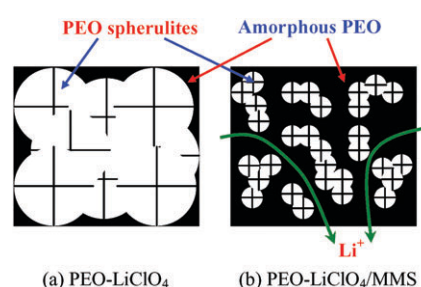 PEO spherulites Amorphous PEO
Li⁺
(a) PEO-LiClO₄ (b) PEO-LiClO₄/MMS